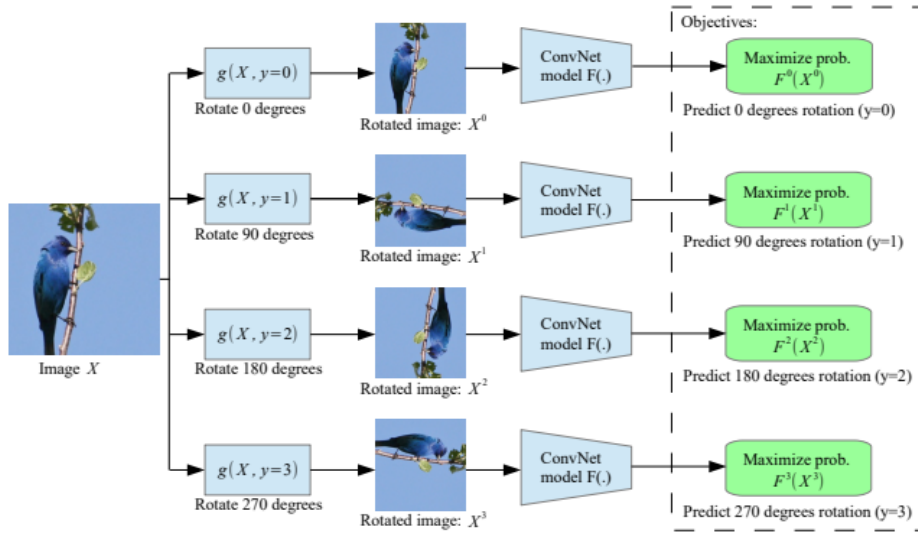 Objectives:
g(X, y=0)
Rotate 0 degrees
Rotated image: X⁰
ConvNet
model F(.)
Maximize prob.
F⁰(X⁰)
Predict 0 degrees rotation (y=0)
g(X, y=1)
Rotate 90 degrees
Rotated image: X¹
ConvNet
model F(.)
Maximize prob.
F¹(X¹)
Predict 90 degrees rotation (y=1)
Image X
g(X, y=2)
Rotate 180 degrees
Rotated image: X²
ConvNet
model F(.)
Maximize prob.
F²(X²)
Predict 180 degrees rotation (y=2)
g(X, y=3)
Rotate 270 degrees
Rotated image: X³
ConvNet
model F(.)
Maximize prob.
F³(X³)
Predict 270 degrees rotation (y=3)